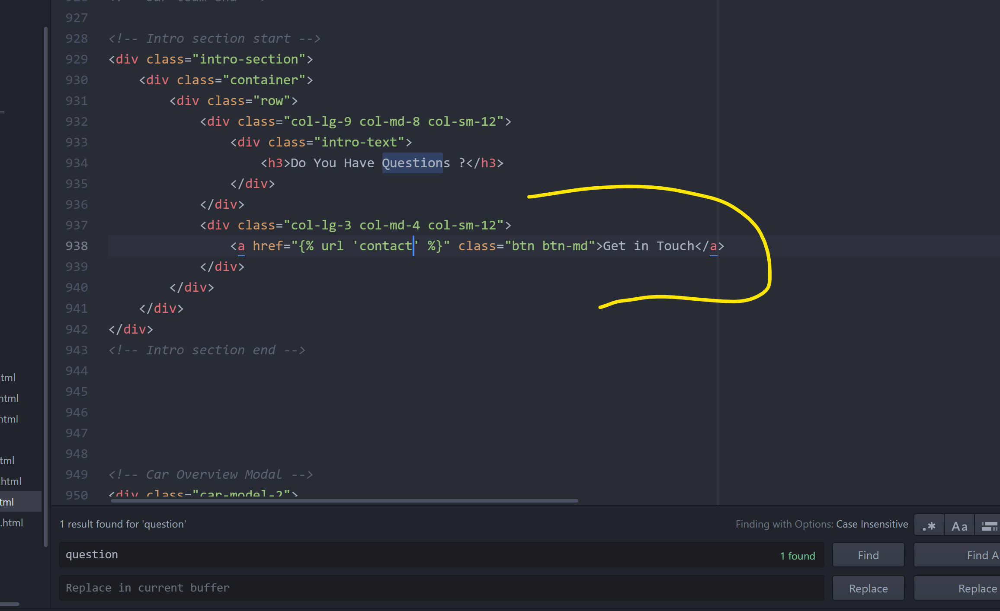 927
928 <!-- Intro section start -->
929 <div class="intro-section">
930 <div class="container">
931 <div class="row">
932 <div class="col-lg-9 col-md-8 col-sm-12">
933 <div class="intro-text">
934 <h3>Do You Have Questions ?</h3>
935 </div>
936 </div>
937 <div class="col-lg-3 col-md-4 col-sm-12">
938 <a href="{% url 'contact' %}" class="btn btn-md">Get in Touch</a>
939 </div>
940 </div>
941 </div>
942 </div>
943 <!-- Intro section end -->
944
945
946
947
948
949 <!-- Car Overview Modal -->
950 <div class="car-model-2">
tml
html
html
tml
.html
tml
.html
1 result found for 'question'
Finding with Options: Case Insensitive
.* Aa
question
1 found
Find
Find A
Replace in current buffer
Replace
Replace